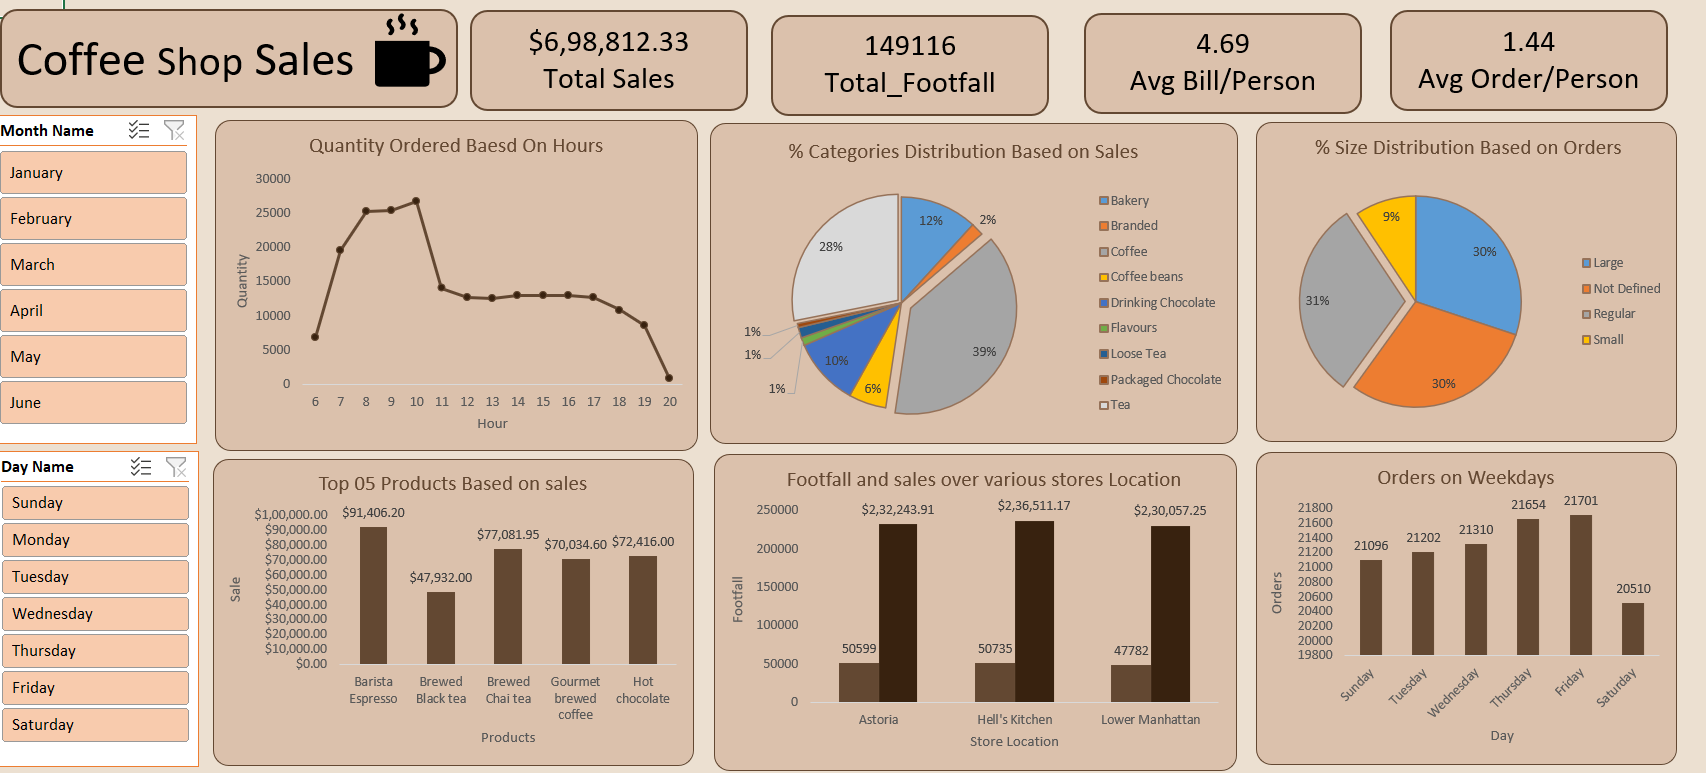 Coffee Shop Sales
$6,98,812.33
Total Sales
149116
Total_Footfall
4.69
Avg Bill/Person
1.44
Avg Order/Person
Month Name
January
February
March
April
May
June
Day Name
Sunday
Monday
Tuesday
Wednesday
Thursday
Friday
Saturday
Quantity Ordered Baesd On Hours
Quantity
30000
25000
20000
15000
10000
5000
0
6 7 8 9 10 11 12 13 14 15 16 17 18 19 20
Hour
% Categories Distribution Based on Sales
12%
2%
39%
6%
10%
1%
1%
1%
28%
Bakery
Branded
Coffee
Coffee beans
Drinking Chocolate
Flavours
Loose Tea
Packaged Chocolate
Tea
% Size Distribution Based on Orders
30%
30%
31%
9%
Large
Not Defined
Regular
Small
Top 05 Products Based on sales
Sale
$1,00,000.00
$90,000.00
$80,000.00
$70,000.00
$60,000.00
$50,000.00
$40,000.00
$30,000.00
$20,000.00
$10,000.00
$0.00
$91,406.20
$47,932.00
$77,081.95
$70,034.60
$72,416.00
Barista
Espresso
Brewed
Black tea
Brewed
Chai tea
Gourmet
brewed
coffee
Hot
chocolate
Products
Footfall and sales over various stores Location
Footfall
250000
200000
150000
100000
50000
0
50599
$2,32,243.91
50735
$2,36,511.17
47782
$2,30,057.25
Astoria
Hell's Kitchen
Lower Manhattan
Store Location
Orders on Weekdays
Orders
21800
21600
21400
21200
21000
20800
20600
20400
20200
20000
19800
21096
21202
21310
21654
21701
20510
Sunday
Tuesday
Wednesday
Thursday
Friday
Saturday
Day